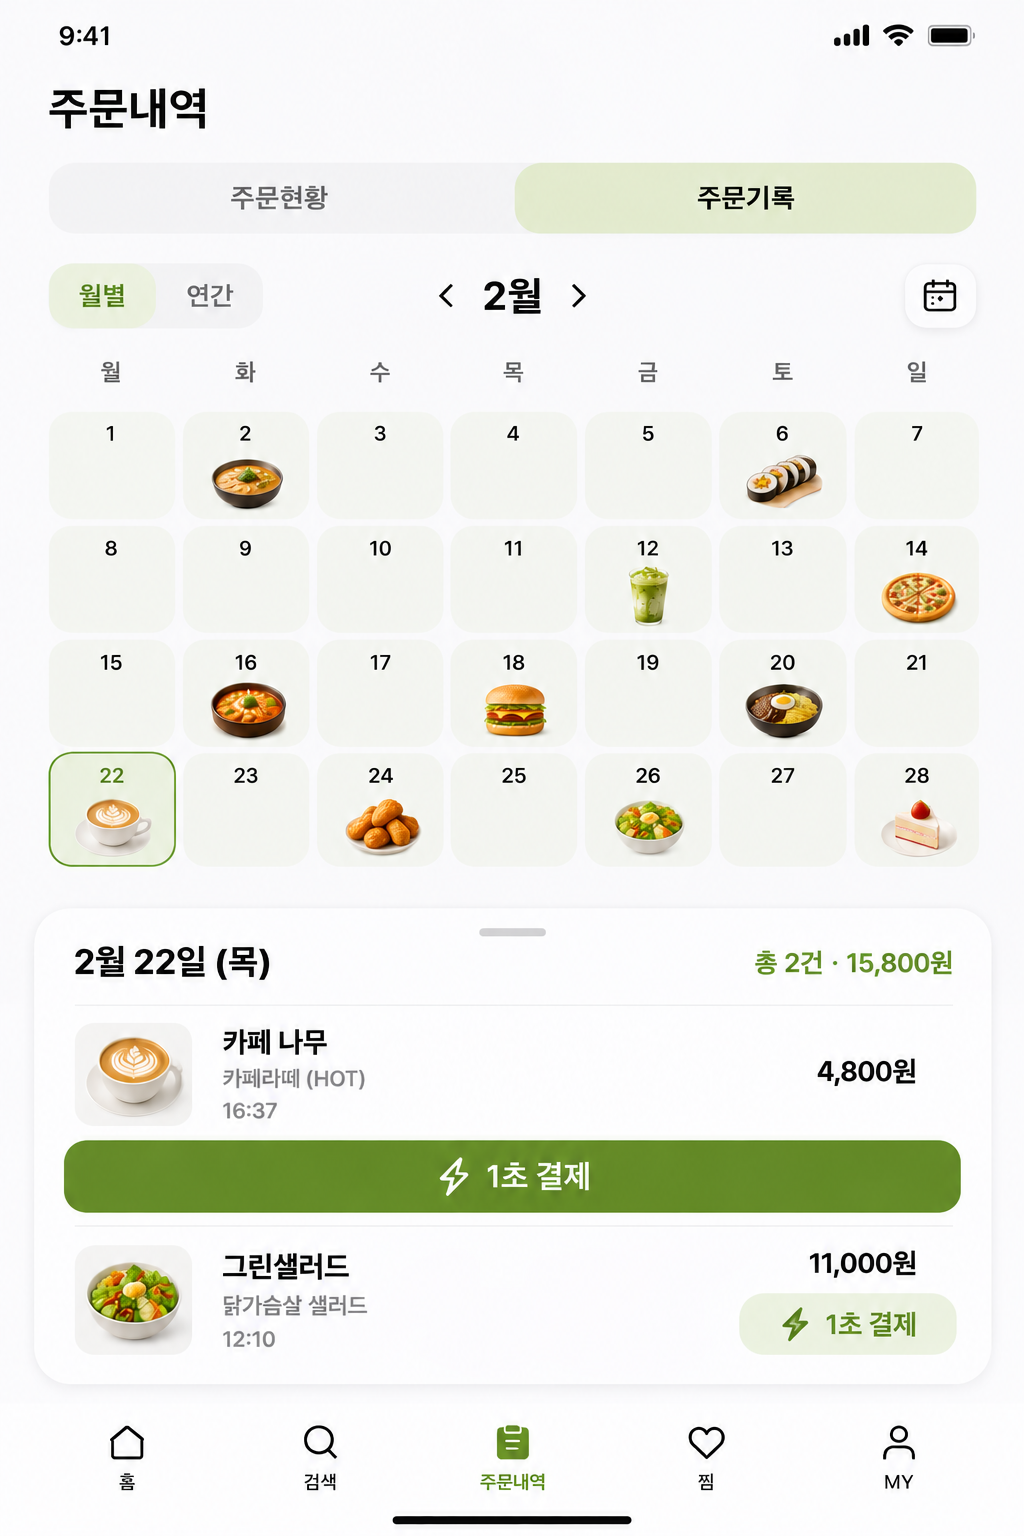 9:41
주문내역
주문현황 주문기록
월별 연간 2월
월 화 수 목 금 토 일
1 2 3 4 5 6 7
8 9 10 11 12 13 14
15 16 17 18 19 20 21
22 23 24 25 26 27 28
2월 22일 (목) 총 2건 · 15,800원
카페 나무
카페라떼 (HOT)
16:37
4,800원
1초 결제
그린샐러드
닭가슴살 샐러드
12:10
11,000원
1초 결제
홈 검색 주문내역 찜 MY